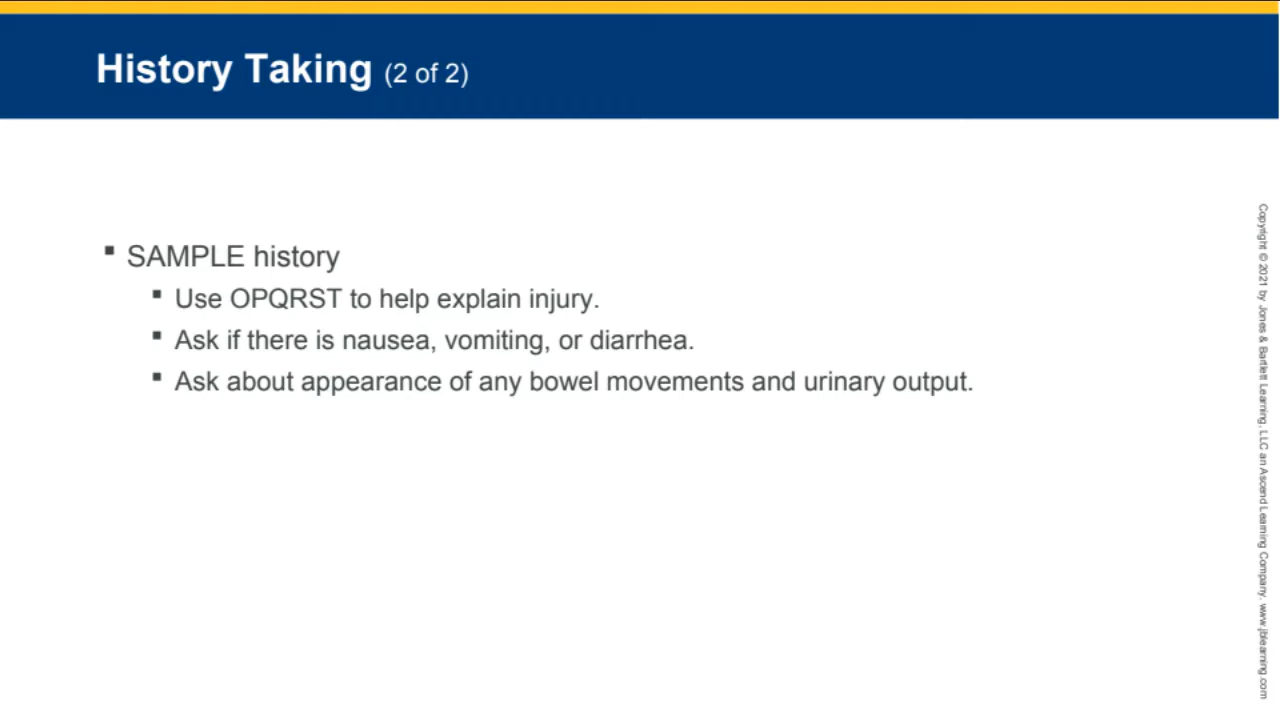 History Taking (2 of 2)
SAMPLE history
Use OPQRST to help explain injury.
Ask if there is nausea, vomiting, or diarrhea.
Ask about appearance of any bowel movements and urinary output.
Copyright © 2021 by Jones & Bartlett Learning, LLC an Ascend Learning Company. www.jblearning.com